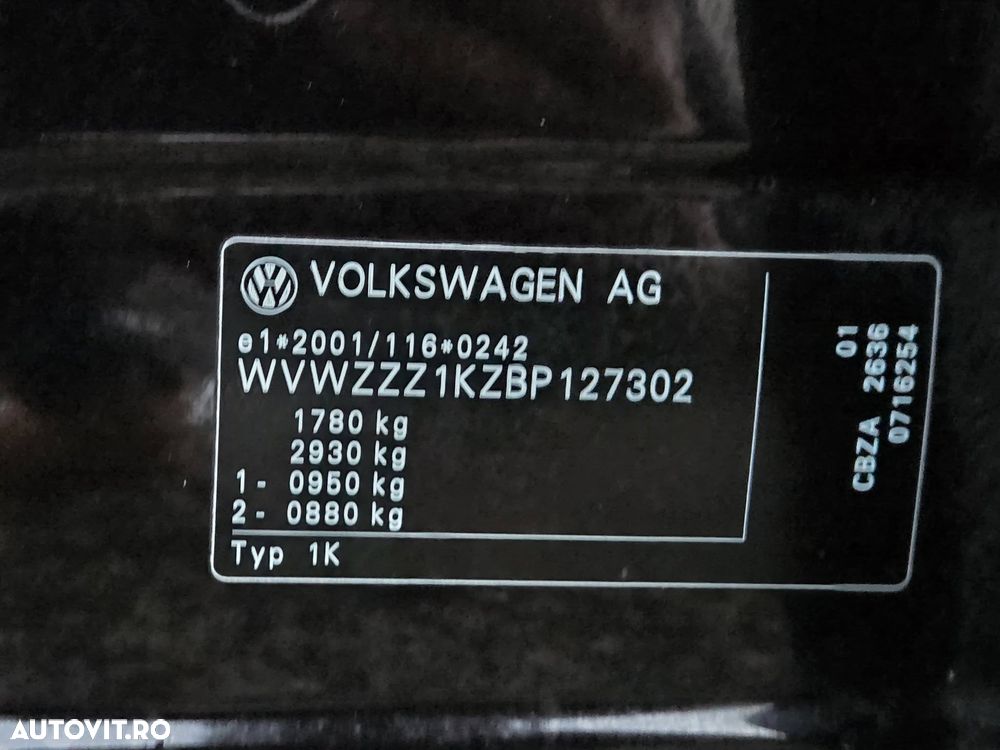 VOLKSWAGEN AG
e1*2001/116*0242
WVWZZZ1KZBP127302
1780 kg
2930 kg
1- 0950 kg
2- 0880 kg
Typ 1K
01
CBZA 2636
0716254
AUTOVIT.RO